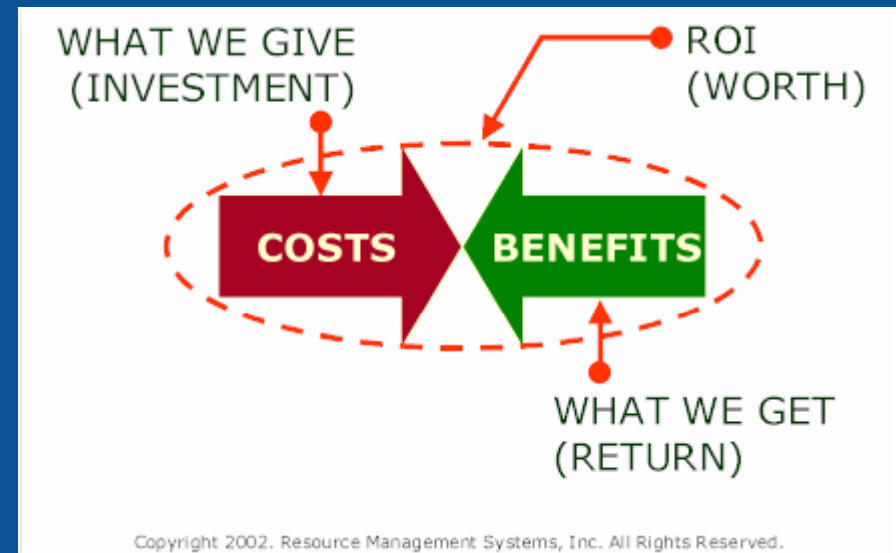 WHAT WE GIVE
(INVESTMENT)
ROI
(WORTH)
COSTS
BENEFITS
WHAT WE GET
(RETURN)
Copyright 2002. Resource Management Systems, Inc. All Rights Reserved.